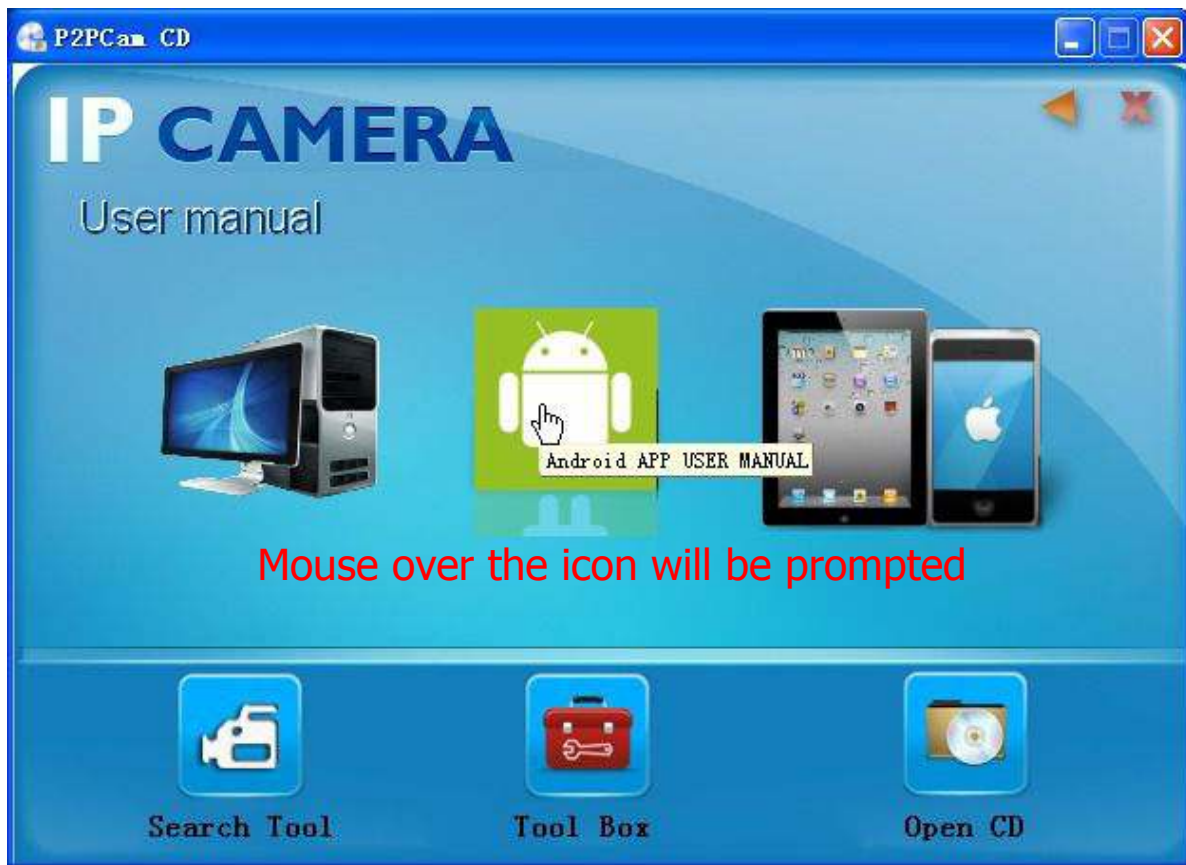 P2PCam CD
IP CAMERA
User manual
Android APP USER MANUAL
Mouse over the icon will be prompted
Search Tool
Tool Box
Open CD